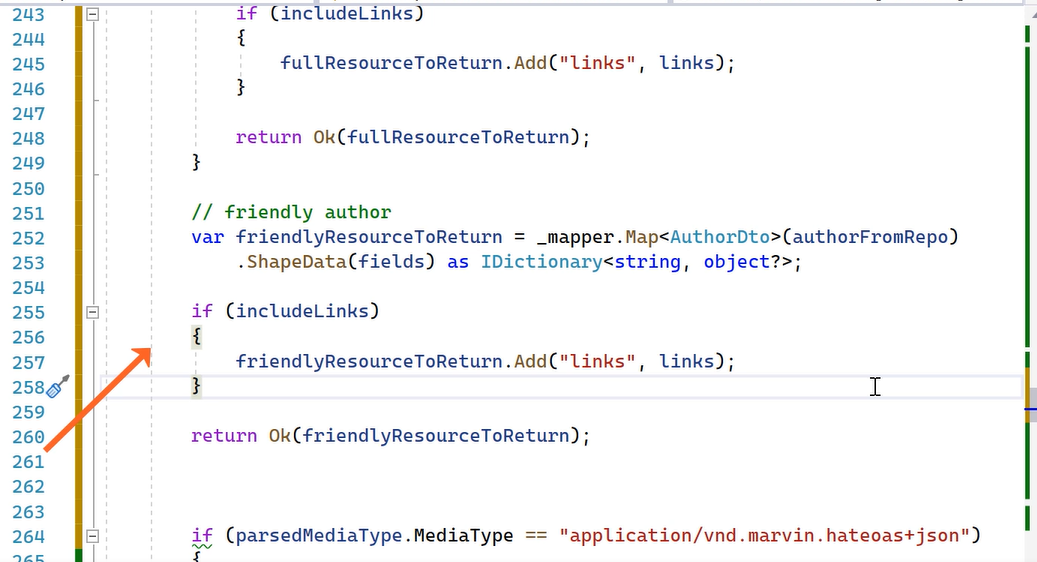 243 if (includeLinks)
244 {
245 fullResourceToReturn.Add("links", links);
246 }
247
248 return Ok(fullResourceToReturn);
249 }
250
251 // friendly author
252 var friendlyResourceToReturn = _mapper.Map<AuthorDto>(authorFromRepo)
253 .ShapeData(fields) as IDictionary<string, object?>;
254
255 if (includeLinks)
256 {
257 friendlyResourceToReturn.Add("links", links);
258 }
259
260 return Ok(friendlyResourceToReturn);
261
262
263
264 if (parsedMediaType.MediaType == "application/vnd.marvin.hateoas+json")
265 {